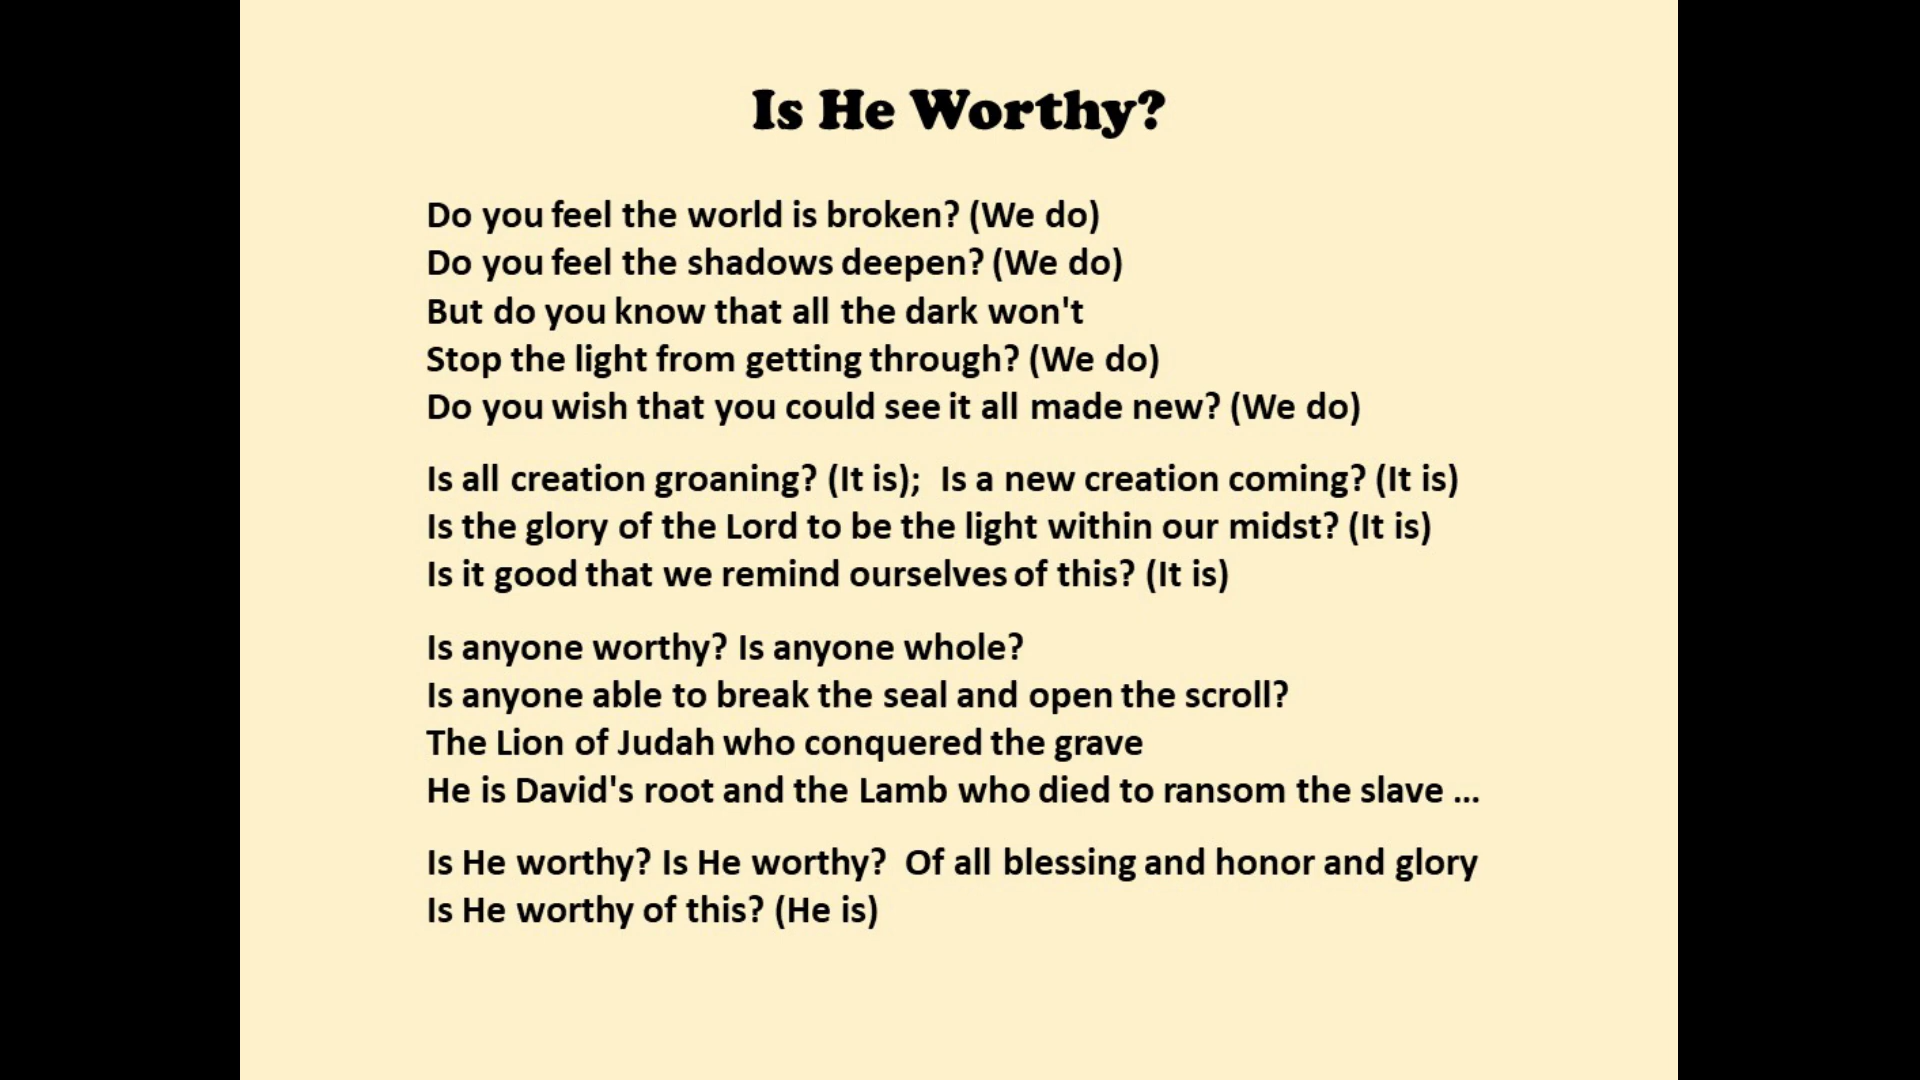 Is He Worthy?
Do you feel the world is broken? (We do)
Do you feel the shadows deepen? (We do)
But do you know that all the dark won't
Stop the light from getting through? (We do)
Do you wish that you could see it all made new? (We do)
Is all creation groaning? (It is);  Is a new creation coming? (It is)
Is the glory of the Lord to be the light within our midst? (It is)
Is it good that we remind ourselves of this? (It is)
Is anyone worthy? Is anyone whole?
Is anyone able to break the seal and open the scroll?
The Lion of Judah who conquered the grave
He is David's root and the Lamb who died to ransom the slave ...
Is He worthy? Is He worthy?  Of all blessing and honor and glory
Is He worthy of this? (He is)